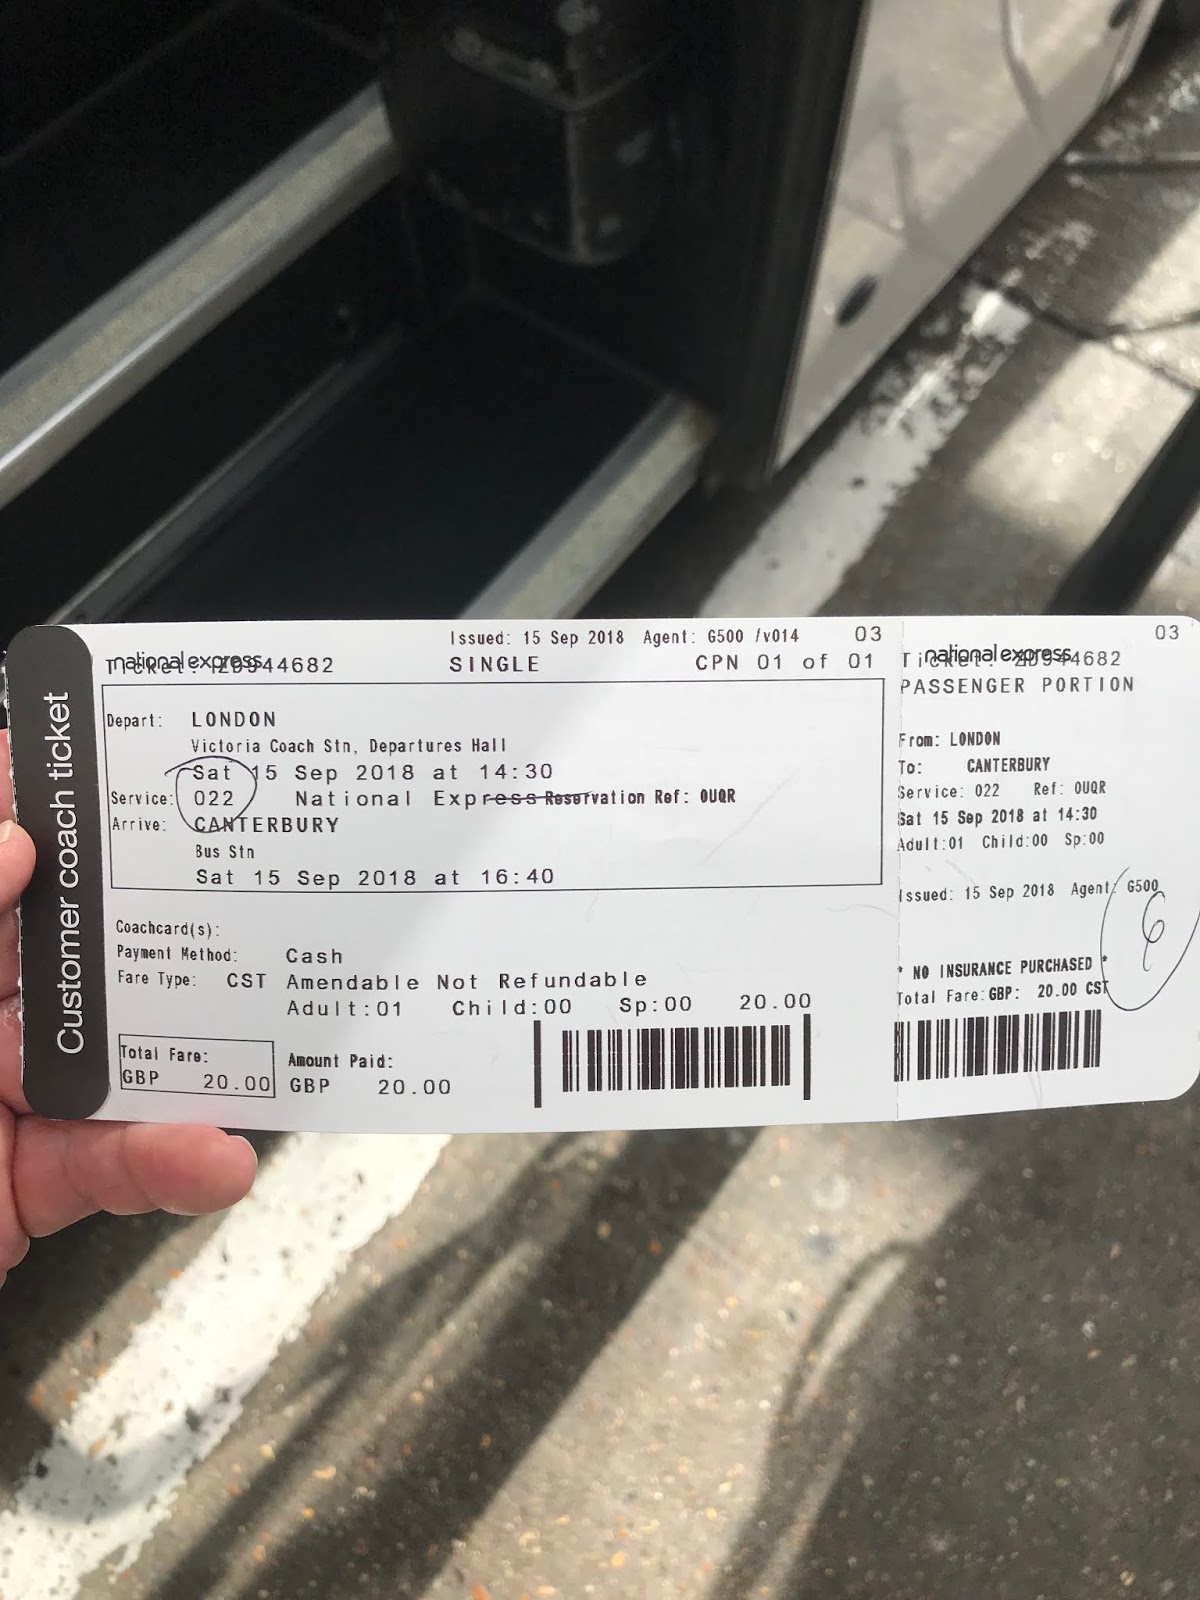 Customer coach ticket
Issued: 15 Sep 2018 Agent: G500 /v014 03
national express
Ticket: ZD944682 SINGLE CPN 01 of 01
Depart: LONDON
Victoria Coach Stn, Departures Hall
Sat 15 Sep 2018 at 14:30
Service: 022 National Express Reservation Ref: 0UQR
Arrive: CANTERBURY
Bus Stn
Sat 15 Sep 2018 at 16:40
Coachcard(s):
Payment Method: Cash
Fare Type: CST Amendable Not Refundable
Adult:01 Child:00 Sp:00 20.00
Total Fare: Amount Paid:
GBP 20.00 GBP 20.00
03
national express
Ticket: ZD944682
PASSENGER PORTION
From: LONDON
To: CANTERBURY
Service: 022 Ref: 0UQR
Sat 15 Sep 2018 at 14:30
Adult:01 Child:00 Sp:00
Issued: 15 Sep 2018 Agent: G500
* NO INSURANCE PURCHASED *
Total Fare:GBP: 20.00 CST